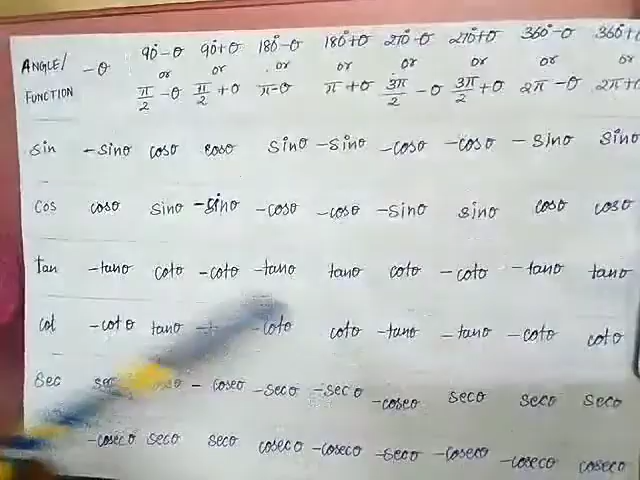 90°-θ 90°+θ 180°-θ 180°+θ 270°-θ 270°+θ 360°-θ 360°+θ
ANGLE/ -θ or or or or or or or or
FUNCTION π/2 -θ π/2 +θ π-θ π+θ 3π/2 -θ 3π/2 +θ 2π-θ 2π+θ
sin -sinθ cosθ cosθ sinθ -sinθ -cosθ -cosθ -sinθ sinθ
cos cosθ sinθ -sinθ -cosθ -cosθ -sinθ sinθ cosθ cosθ
tan -tanθ cotθ -cotθ -tanθ tanθ cotθ -cotθ -tanθ tanθ
cot -cotθ tanθ -cotθ cotθ -tanθ -tanθ -cotθ cotθ
Sec -cosecθ -secθ -secθ -cosecθ secθ secθ secθ
-cosecθ secθ secθ cosecθ -cosecθ -secθ -cosecθ -cosecθ cosecθ